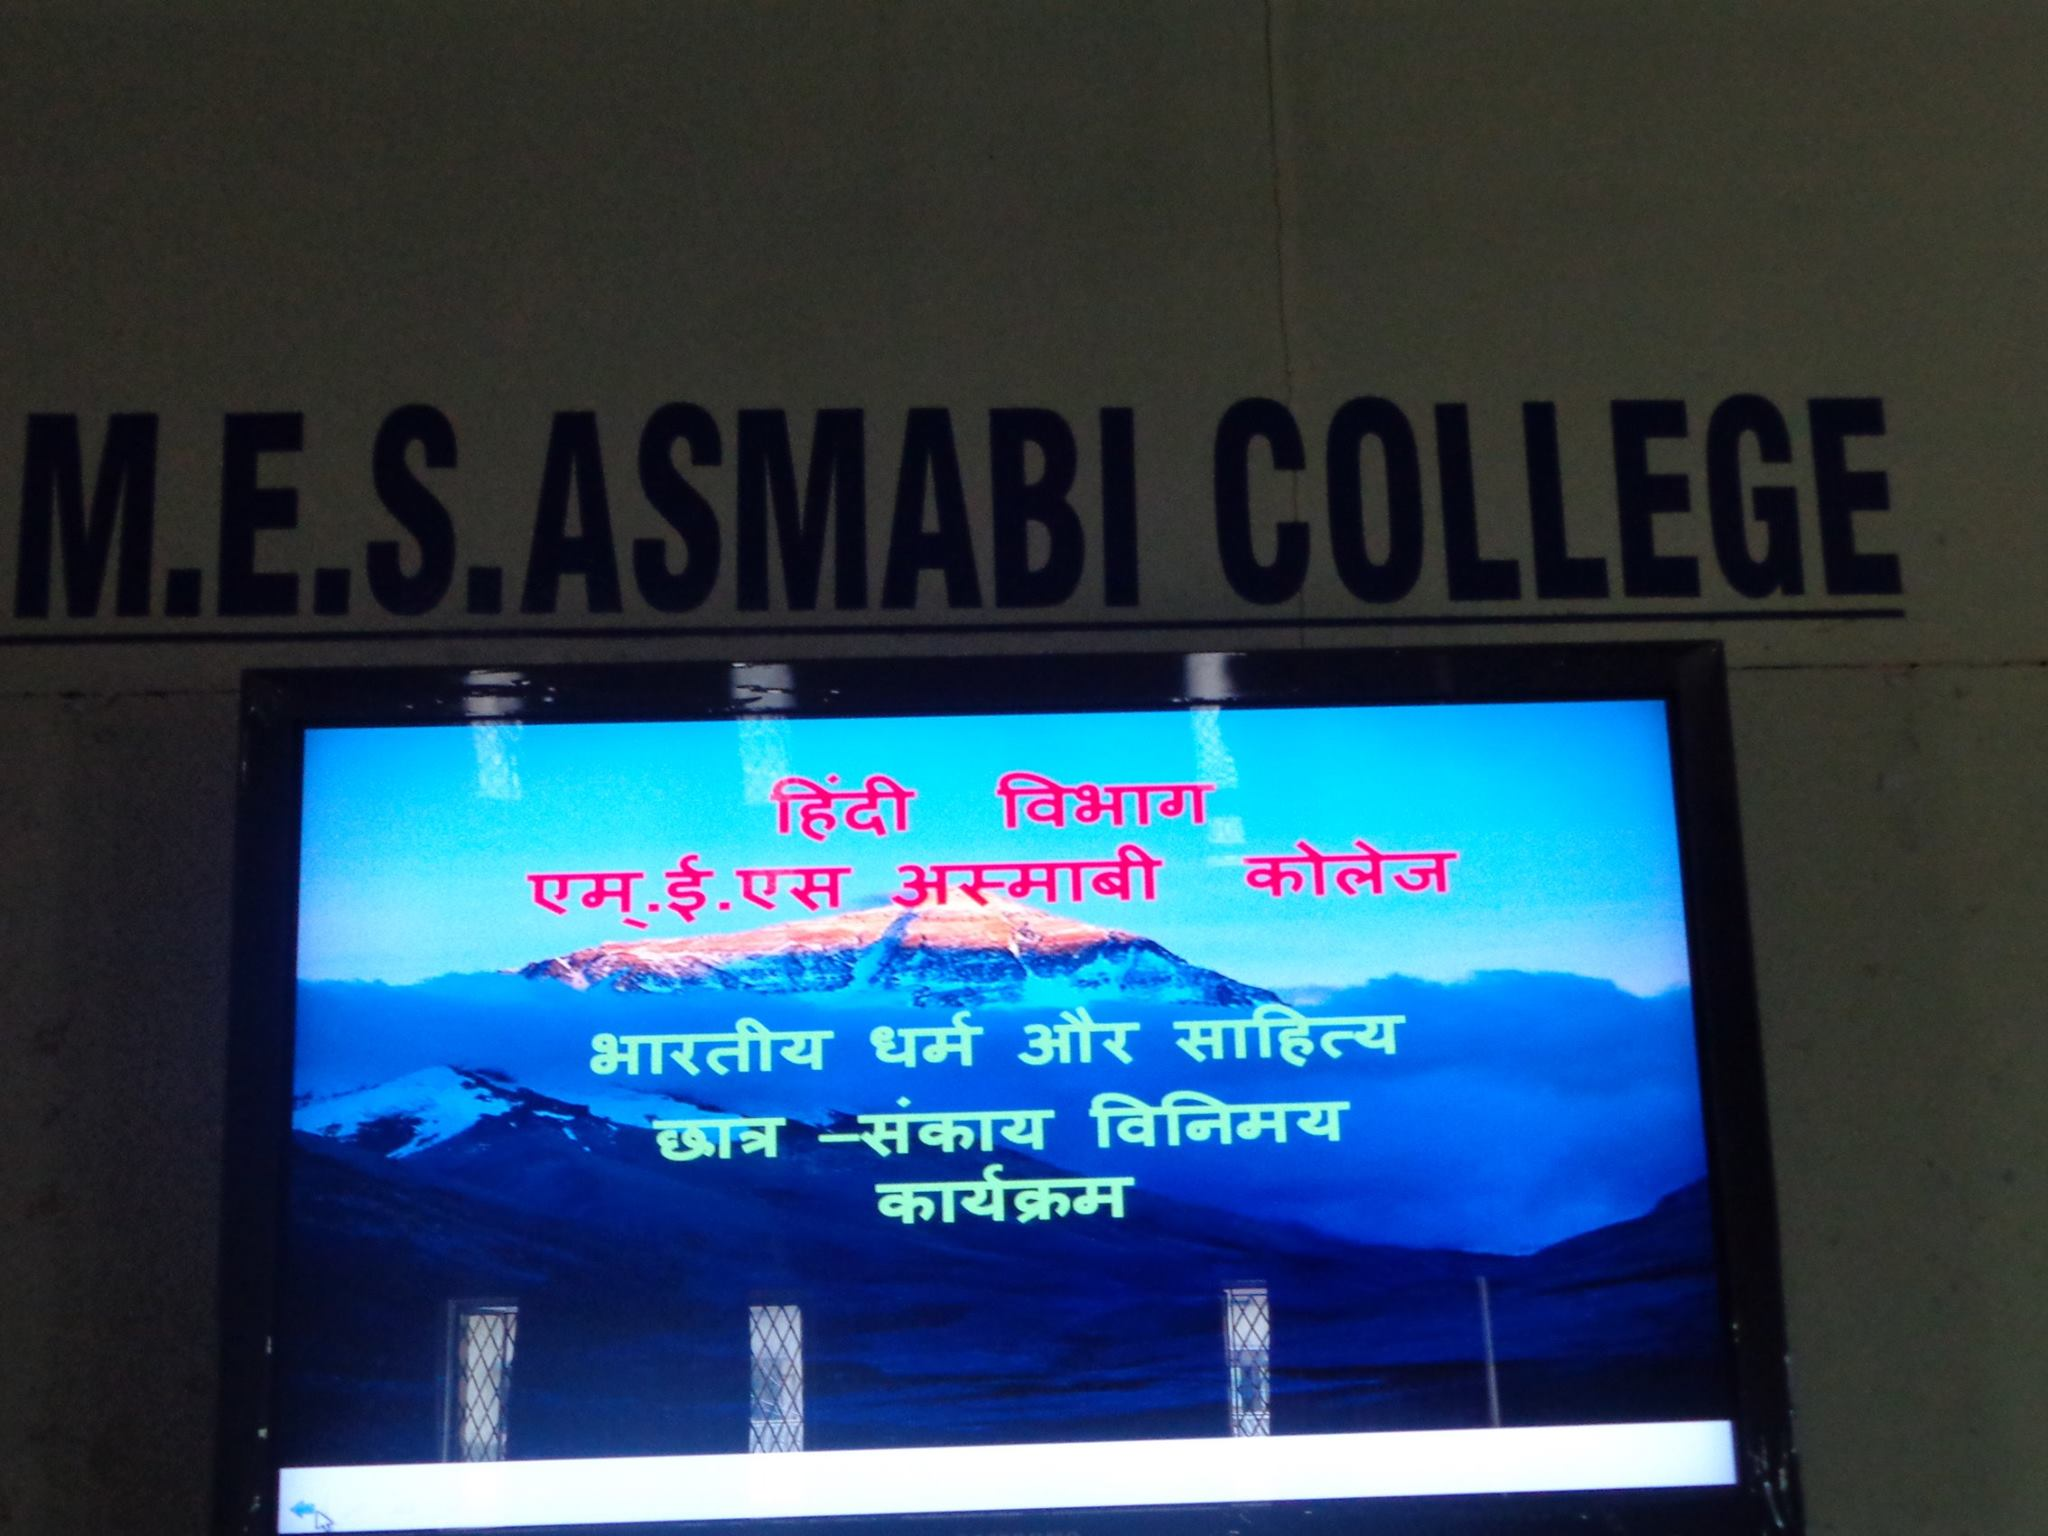 M.E.S.ASMABI COLLEGE
हिंदी विभाग
एम्.ई.एस अस्माबी कोलेज
भारतीय धर्म और साहित्य
छात्र –संकाय विनिमय
कार्यक्रम